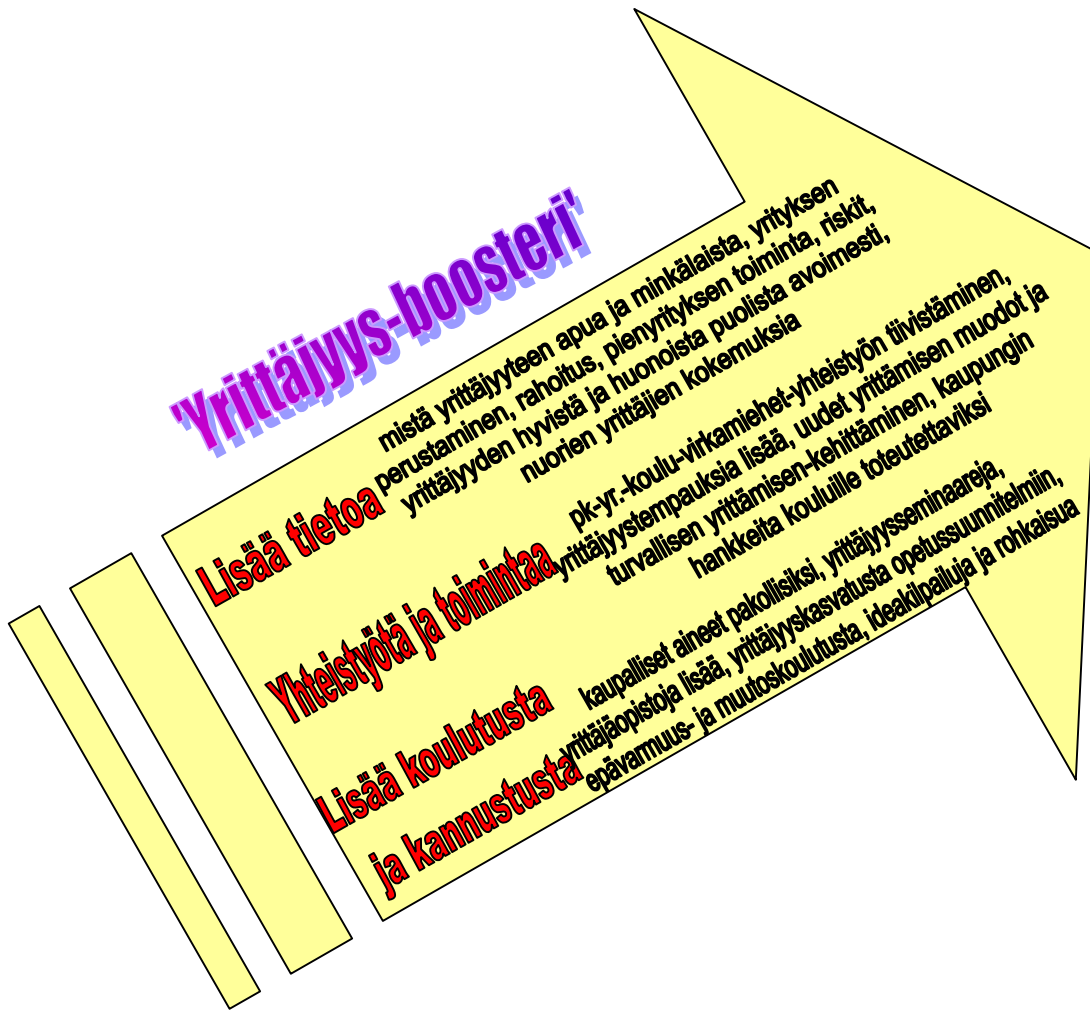 'Yrittäjyys-boosteri'
Lisää tietoa
mistä yrittäjyyteen apua ja minkälaista, yrityksen
perustaminen, rahoitus, pienyrityksen toiminta, riskit,
yrittäjyyden hyvistä ja huonoista puolista avoimesti,
nuorien yrittäjien kokemuksia
Yhteistyötä ja toimintaa
pk-yr.-koulu-virkamiehet-yhteistyön tiivistäminen,
yrittäjyystempauksia lisää, uudet yrittämisen muodot ja
turvallisen yrittämisen-kehittäminen, kaupungin
hankkeita kouluille toteutettaviksi
Lisää koulutusta
ja kannustusta
kaupalliset aineet pakollisiksi, yrittäjyysseminaareja,
yrittäjäopistoja lisää, yrittäjyyskasvatusta opetussuunnitelmiin,
epävarmuus- ja muutoskoulutusta, ideakilpailuja ja rohkaisua